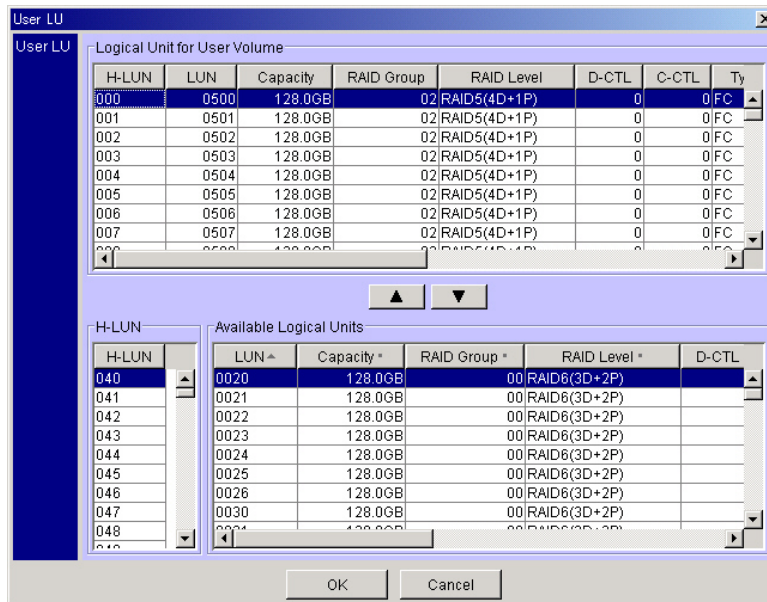 User LU
User LU
Logical Unit for User Volume
H-LUN LUN Capacity RAID Group RAID Level D-CTL C-CTL Ty
000 0500 128.0GB 02 RAID5(4D+1P) 0 0 FC
001 0501 128.0GB 02 RAID5(4D+1P) 0 0 FC
002 0502 128.0GB 02 RAID5(4D+1P) 0 0 FC
003 0503 128.0GB 02 RAID5(4D+1P) 0 0 FC
004 0504 128.0GB 02 RAID5(4D+1P) 0 0 FC
005 0505 128.0GB 02 RAID5(4D+1P) 0 0 FC
006 0506 128.0GB 02 RAID5(4D+1P) 0 0 FC
007 0507 128.0GB 02 RAID5(4D+1P) 0 0 FC
H-LUN
H-LUN
040
041
042
043
044
045
046
047
048
Available Logical Units
LUN Capacity RAID Group RAID Level D-CTL
0020 128.0GB 00 RAID6(3D+2P)
0021 128.0GB 00 RAID6(3D+2P)
0022 128.0GB 00 RAID6(3D+2P)
0023 128.0GB 00 RAID6(3D+2P)
0024 128.0GB 00 RAID6(3D+2P)
0025 128.0GB 00 RAID6(3D+2P)
0026 128.0GB 00 RAID6(3D+2P)
0030 128.0GB 00 RAID6(3D+2P)
OK Cancel